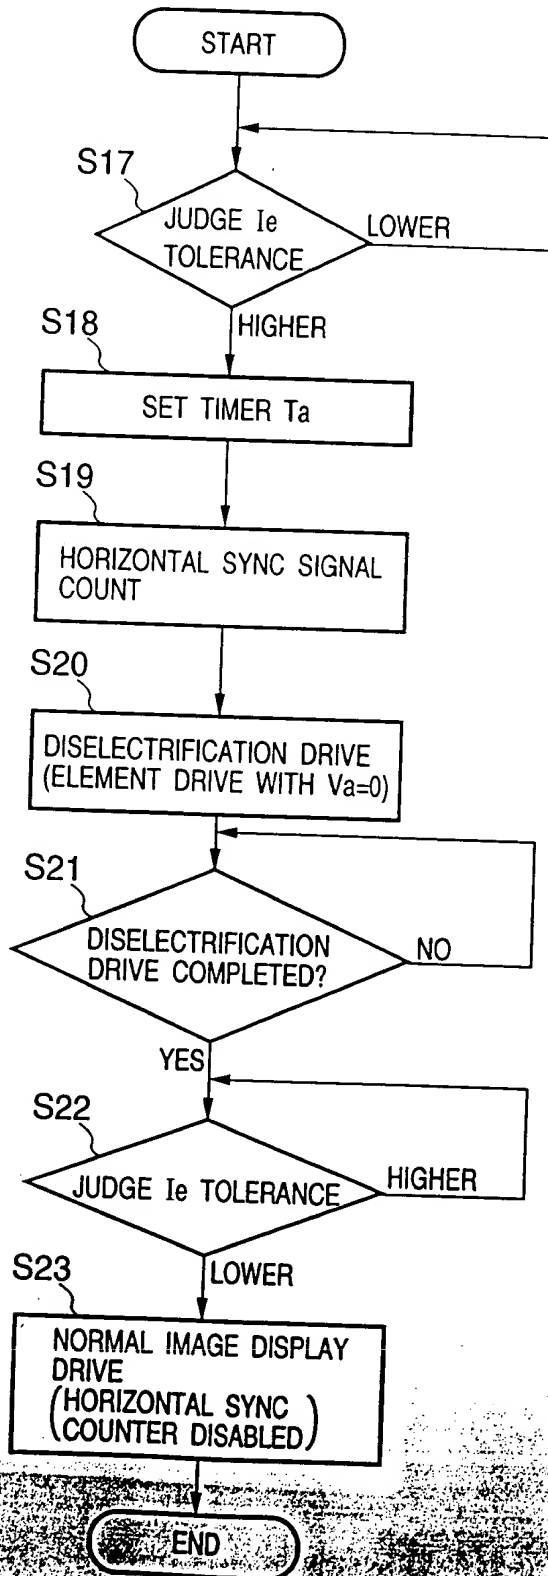 START
S17
JUDGE Ie
TOLERANCE
LOWER
HIGHER
S18
SET TIMER Ta
S19
HORIZONTAL SYNC SIGNAL
COUNT
S20
DISELECTRIFICATION DRIVE
(ELEMENT DRIVE WITH Va=0)
S21
DISELECTRIFICATION
DRIVE COMPLETED?
NO
YES
S22
JUDGE Ie TOLERANCE
HIGHER
LOWER
S23
NORMAL IMAGE DISPLAY
DRIVE
(HORIZONTAL SYNC)
(COUNTER DISABLED)
END